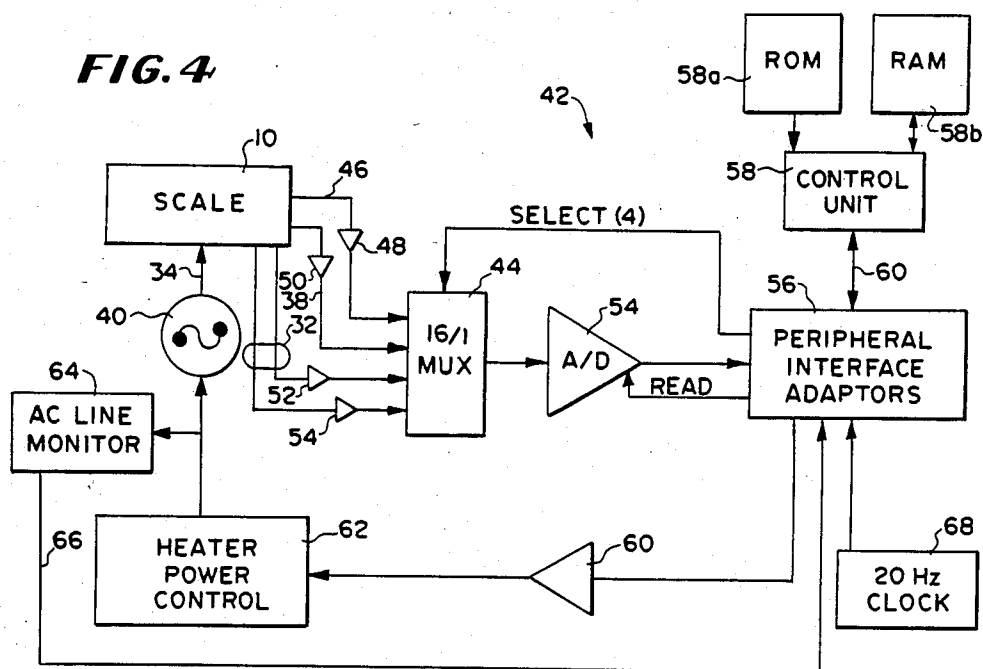 FIG. 4
42
ROM
58a
RAM
58b
58
CONTROL
UNIT
60
10
SCALE
46
48
50
38
34
40
32
52
54
SELECT (4)
44
16/1
MUX
54
A/D
READ
56
PERIPHERAL
INTERFACE
ADAPTORS
64
AC LINE
MONITOR
66
62
HEATER
POWER
CONTROL
60
68
20 Hz
CLOCK